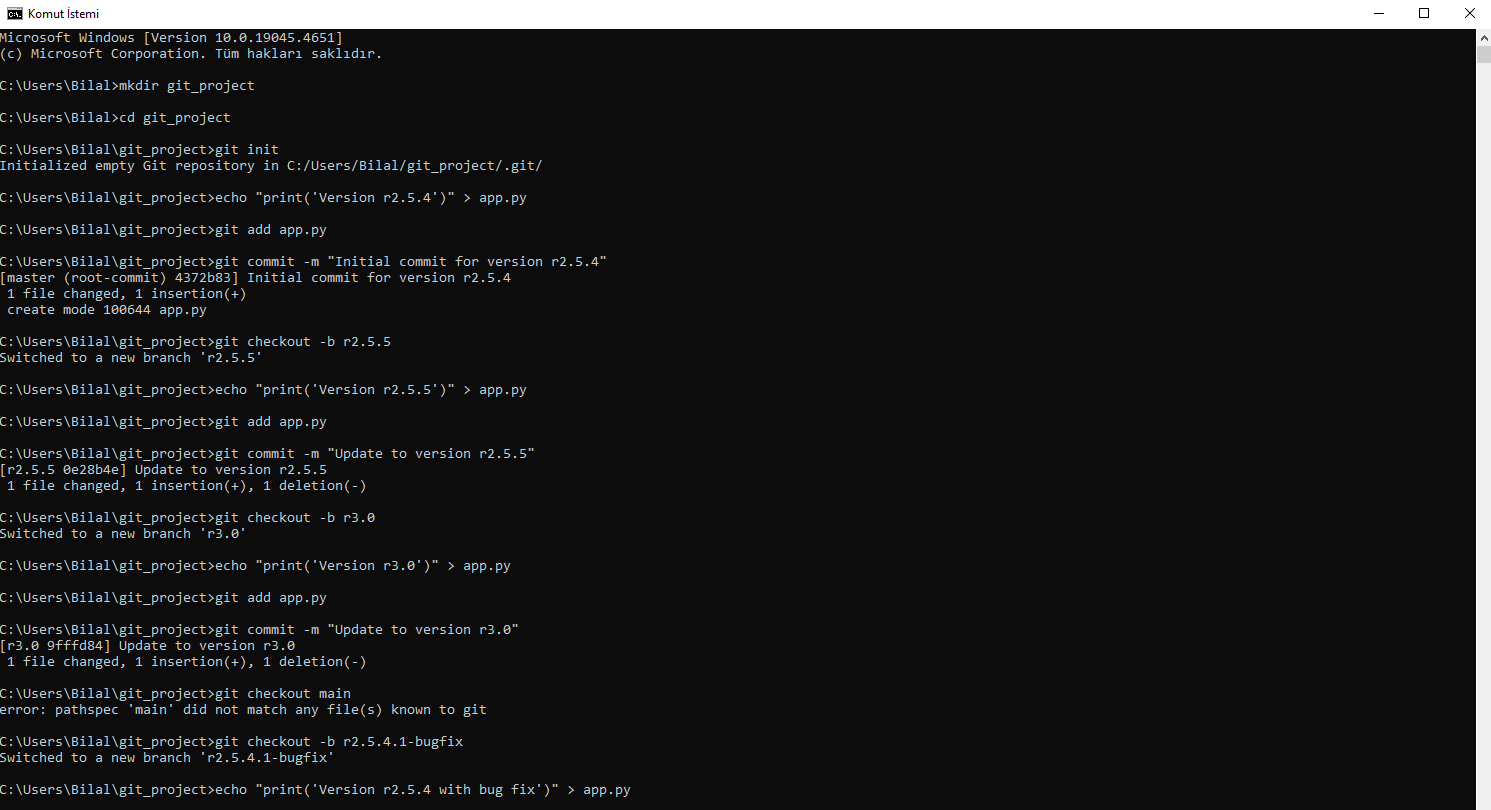 Komut İstemi
Microsoft Windows [Version 10.0.19045.4651]
(c) Microsoft Corporation. Tüm hakları saklıdır.
C:\Users\Bilal>mkdir git_project
C:\Users\Bilal>cd git_project
C:\Users\Bilal\git_project>git init
Initialized empty Git repository in C:/Users/Bilal/git_project/.git/
C:\Users\Bilal\git_project>echo "print('Version r2.5.4')" > app.py
C:\Users\Bilal\git_project>git add app.py
C:\Users\Bilal\git_project>git commit -m "Initial commit for version r2.5.4"
[master (root-commit) 4372b83] Initial commit for version r2.5.4
 1 file changed, 1 insertion(+)
 create mode 100644 app.py
C:\Users\Bilal\git_project>git checkout -b r2.5.5
Switched to a new branch 'r2.5.5'
C:\Users\Bilal\git_project>echo "print('Version r2.5.5')" > app.py
C:\Users\Bilal\git_project>git add app.py
C:\Users\Bilal\git_project>git commit -m "Update to version r2.5.5"
[r2.5.5 0e28b4e] Update to version r2.5.5
 1 file changed, 1 insertion(+), 1 deletion(-)
C:\Users\Bilal\git_project>git checkout -b r3.0
Switched to a new branch 'r3.0'
C:\Users\Bilal\git_project>echo "print('Version r3.0')" > app.py
C:\Users\Bilal\git_project>git add app.py
C:\Users\Bilal\git_project>git commit -m "Update to version r3.0"
[r3.0 9fffd84] Update to version r3.0
 1 file changed, 1 insertion(+), 1 deletion(-)
C:\Users\Bilal\git_project>git checkout main
error: pathspec 'main' did not match any file(s) known to git
C:\Users\Bilal\git_project>git checkout -b r2.5.4.1-bugfix
Switched to a new branch 'r2.5.4.1-bugfix'
C:\Users\Bilal\git_project>echo "print('Version r2.5.4 with bug fix')" > app.py